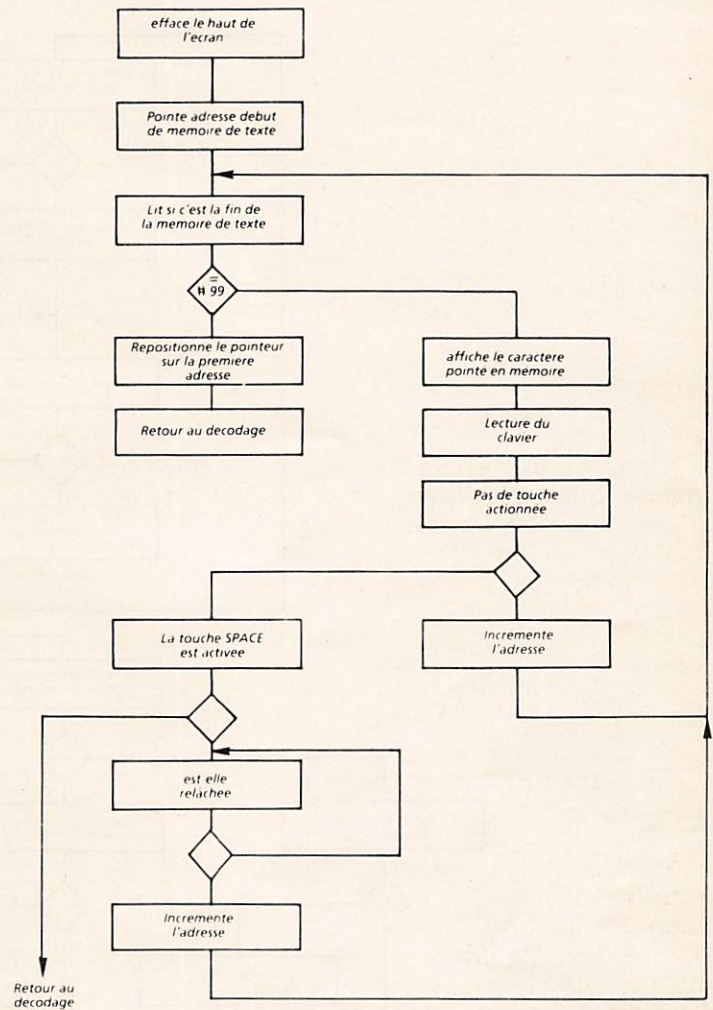 efface le haut de
l'ecran
Pointe adresse debut
de memoire de texte
Lit si c'est la fin de
la memoire de texte
=
# 99
Repositionne le pointeur
sur la premiere
adresse
Retour au decodage
affiche le caractere
pointe en memoire
Lecture du
clavier
Pas de touche
actionnée
Incremente
l'adresse
La touche SPACE
est activee
est elle
relachee
Incremente
l'adresse
Retour au
decodage